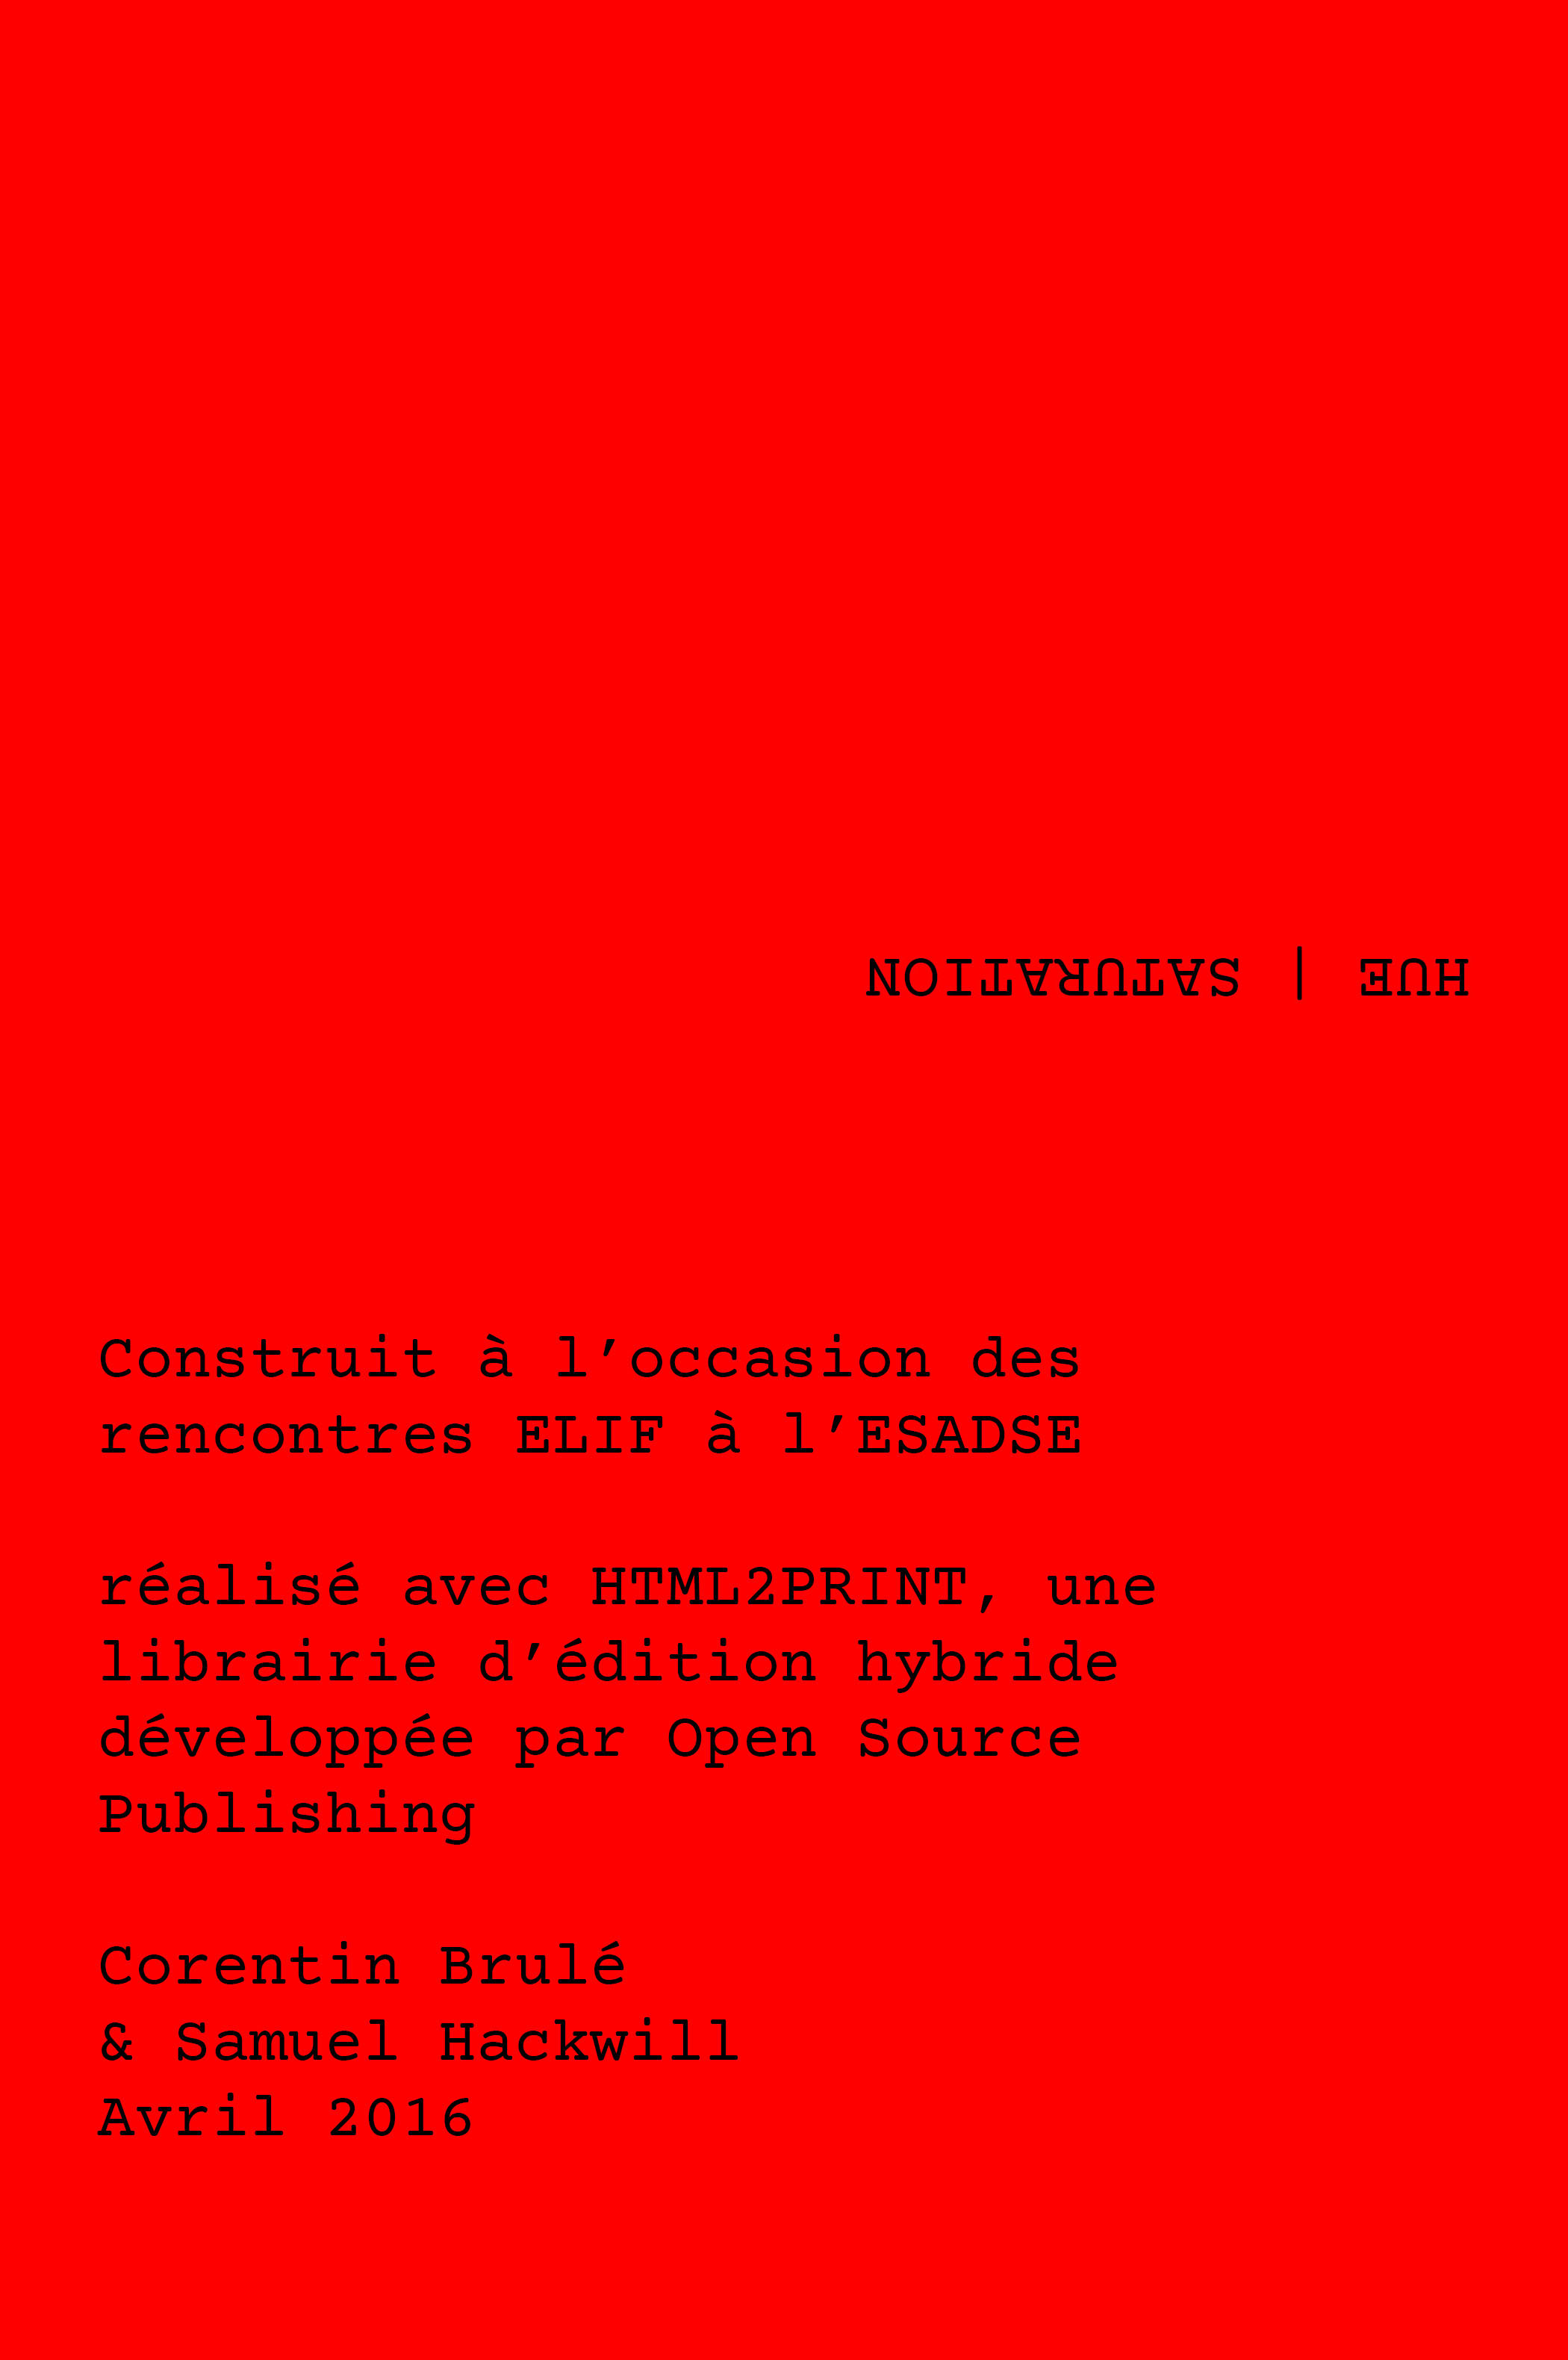 HUE | SATURATION
Construit à l’occasion des
rencontres ELIF à l’ESADSE
réalisé avec HTML2PRINT, une
librairie d’édition hybride
développée par Open Source
Publishing
Corentin Brulé
& Samuel Hackwill
Avril 2016